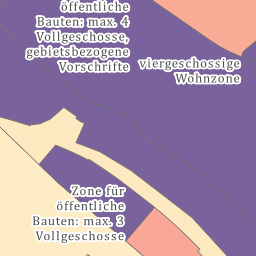 öffentliche
Bauten: max. 4
Vollgeschosse,
gebietsbezogene
Vorschrifte
viergeschossige
Wohnzone
Zone für
öffentliche
Bauten: max. 3
Vollgeschosse